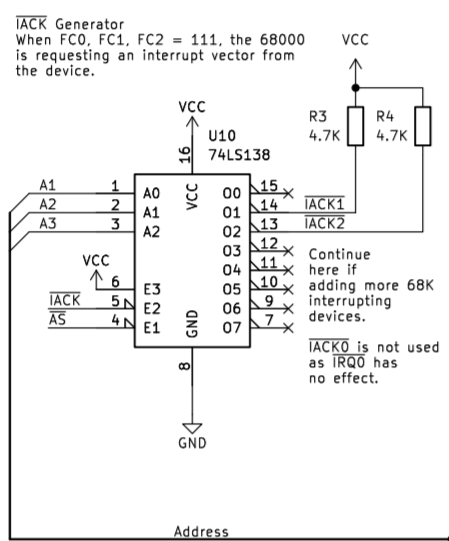 IACK Generator
When FC0, FC1, FC2 = 111, the 68000
is requesting an interrupt vector from
the device.
VCC
VCC
U10
74LS138
R3
4.7K
R4
4.7K
16
VCC
A1 1 A0 O0 15
A2 2 A1 O1 14 IACK1
A3 3 A2 O2 13 IACK2
O3 12
O4 11
VCC
6 E3 O5 10
IACK 5 E2 O6 9
AS 4 E1 O7 7
GND
8
GND
Continue
here if
adding more 68K
interrupting
devices.
IACK0 is not used
as IRQ0 has
no effect.
Address